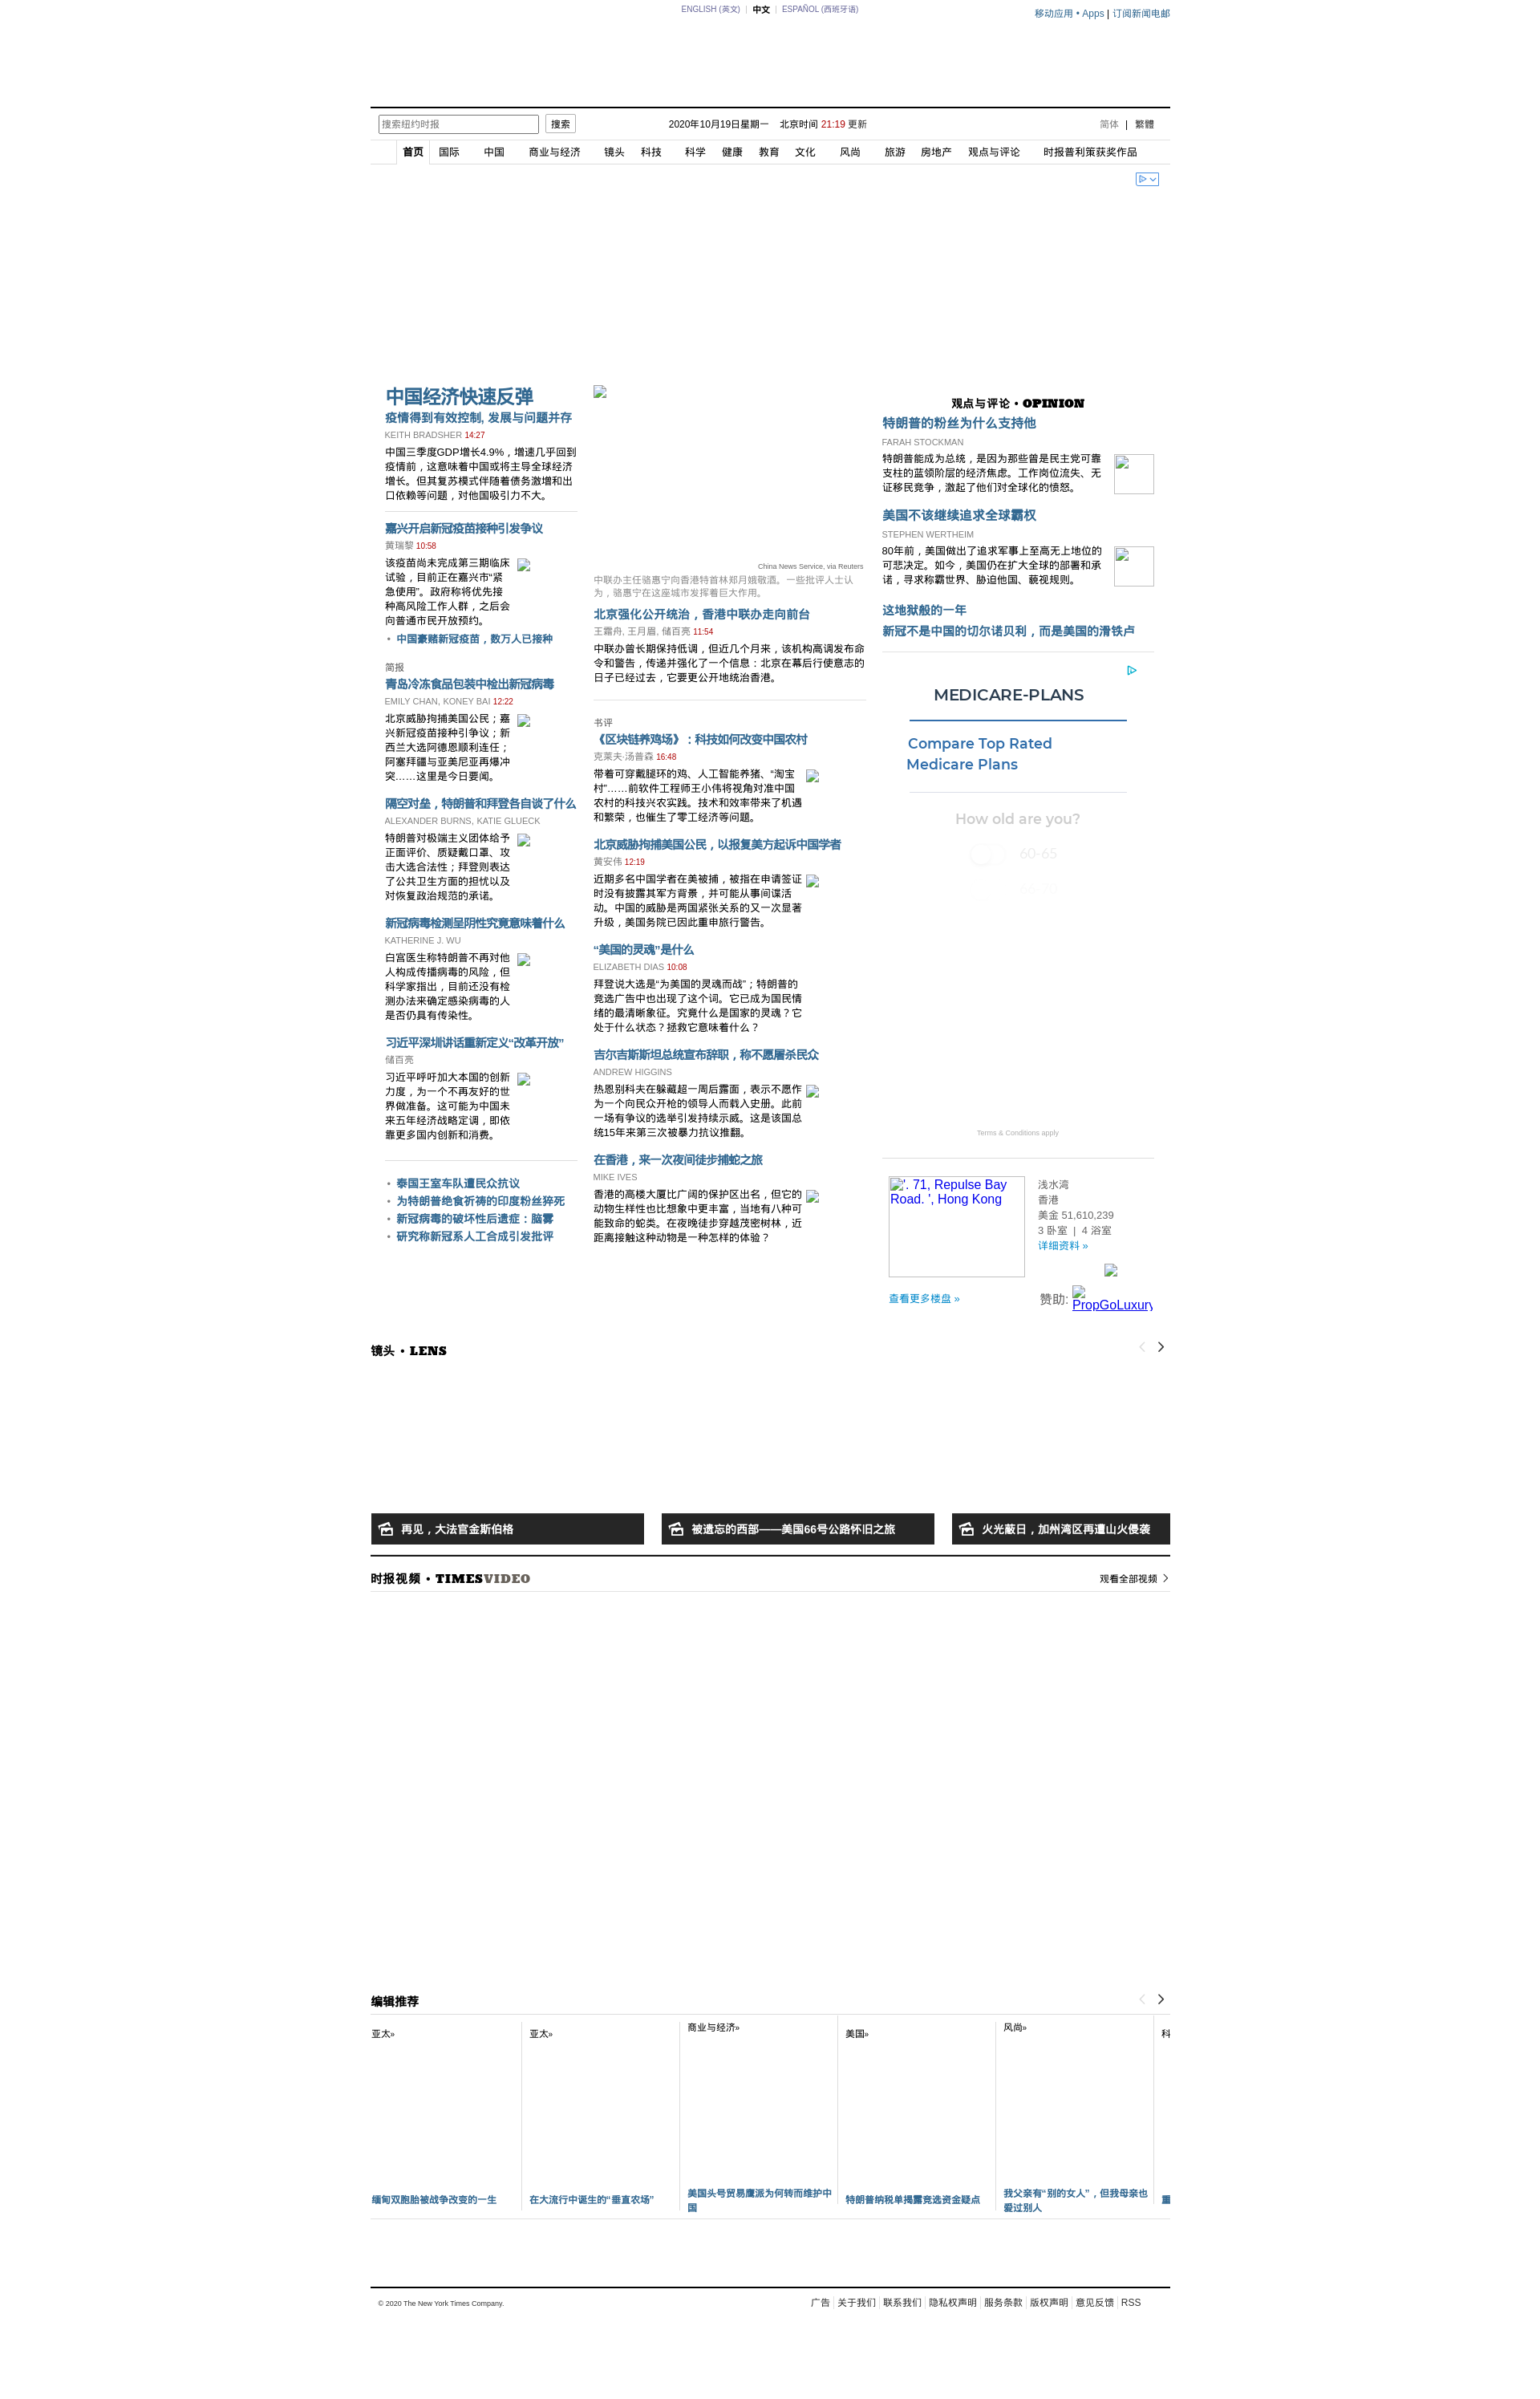 ENGLISH (英文)
中文
ESPAÑOL (西班牙语)
移动应用 • Apps | 订阅新闻电邮
搜索纽约时报
搜索
2020年10月19日星期一 北京时间 21:19 更新
简体 | 繁體
首页 国际 中国 商业与经济 镜头 科技 科学 健康 教育 文化 风尚 旅游 房地产 观点与评论 时报普利策获奖作品
中国经济快速反弹
疫情得到有效控制, 发展与问题并存
KEITH BRADSHER 14:27
中国三季度GDP增长4.9%，增速几乎回到
疫情前，这意味着中国或将主导全球经济
增长。但其复苏模式伴随着债务激增和出
口依赖等问题，对他国吸引力不大。
嘉兴开启新冠疫苗接种引发争议
黄瑞黎 10:58
该疫苗尚未完成第三期临床
试验，目前正在嘉兴市“紧
急使用”。政府称将优先接
种高风险工作人群，之后会
向普通市民开放预约。
• 中国豪赌新冠疫苗，数万人已接种
简报
青岛冷冻食品包装中检出新冠病毒
EMILY CHAN, KONEY BAI 12:22
北京威胁拘捕美国公民；嘉
兴新冠疫苗接种引争议；新
西兰大选阿德恩顺利连任；
阿塞拜疆与亚美尼亚再爆冲
突……这里是今日要闻。
隔空对垒，特朗普和拜登各自谈了什么
ALEXANDER BURNS, KATIE GLUECK
特朗普对极端主义团体给予
正面评价、质疑戴口罩、攻
击大选合法性；拜登则表达
了公共卫生方面的担忧以及
对恢复政治规范的承诺。
新冠病毒检测呈阴性究竟意味着什么
KATHERINE J. WU
白宫医生称特朗普不再对他
人构成传播病毒的风险，但
科学家指出，目前还没有检
测办法来确定感染病毒的人
是否仍具有传染性。
习近平深圳讲话重新定义“改革开放”
储百亮
习近平呼吁加大本国的创新
力度，为一个不再友好的世
界做准备。这可能为中国未
来五年经济战略定调，即依
靠更多国内创新和消费。
• 泰国王室车队遭民众抗议
• 为特朗普绝食祈祷的印度粉丝猝死
• 新冠病毒的破坏性后遗症：脑雾
• 研究称新冠系人工合成引发批评
China News Service, via Reuters
中联办主任骆惠宁向香港特首林郑月娥敬酒。一些批评人士认
为，骆惠宁在这座城市发挥着巨大作用。
北京强化公开统治，香港中联办走向前台
王霜舟, 王月眉, 储百亮 11:54
中联办曾长期保持低调，但近几个月来，该机构高调发布命
令和警告，传递并强化了一个信息：北京在幕后行使意志的
日子已经过去，它要更公开地统治香港。
书评
《区块链养鸡场》：科技如何改变中国农村
克莱夫·汤普森 16:48
带着可穿戴腿环的鸡、人工智能养猪、“淘宝
村”……前软件工程师王小伟将视角对准中国
农村的科技兴农实践。技术和效率带来了机遇
和繁荣，也催生了零工经济等问题。
北京威胁拘捕美国公民，以报复美方起诉中国学者
黄安伟 12:19
近期多名中国学者在美被捕，被指在申请签证
时没有披露其军方背景，并可能从事间谍活
动。中国的威胁是两国紧张关系的又一次显著
升级，美国务院已因此重申旅行警告。
“美国的灵魂”是什么
ELIZABETH DIAS 10:08
拜登说大选是“为美国的灵魂而战”；特朗普的
竞选广告中也出现了这个词。它已成为国民情
绪的最清晰象征。究竟什么是国家的灵魂？它
处于什么状态？拯救它意味着什么？
吉尔吉斯斯坦总统宣布辞职，称不愿屠杀民众
ANDREW HIGGINS
热恩别科夫在躲藏超一周后露面，表示不愿作
为一个向民众开枪的领导人而载入史册。此前
一场有争议的选举引发持续示威。这是该国总
统15年来第三次被暴力抗议推翻。
在香港，来一次夜间徒步捕蛇之旅
MIKE IVES
香港的高楼大厦比广阔的保护区出名，但它的
动物生样性也比想象中更丰富，当地有八种可
能致命的蛇类。在夜晚徒步穿越茂密树林，近
距离接触这种动物是一种怎样的体验？
观点与评论 • OPINION
特朗普的粉丝为什么支持他
FARAH STOCKMAN
特朗普能成为总统，是因为那些曾是民主党可靠
支柱的蓝领阶层的经济焦虑。工作岗位流失、无
证移民竞争，激起了他们对全球化的愤怒。
美国不该继续追求全球霸权
STEPHEN WERTHEIM
80年前，美国做出了追求军事上至高无上地位的
可悲决定。如今，美国仍在扩大全球的部署和承
诺，寻求称霸世界、胁迫他国、藐视规则。
这地狱般的一年
新冠不是中国的切尔诺贝利，而是美国的滑铁卢
MEDICARE-PLANS
Compare Top Rated
Medicare Plans
How old are you?
60-65
Terms & Conditions apply
'. 71, Repulse Bay
Road. ', Hong Kong
浅水湾
香港
美金 51,610,239
3 卧室 | 4 浴室
详细资料 »
查看更多楼盘 »
赞助:
PropGoLuxury
镜头 • LENS
再见，大法官金斯伯格
被遗忘的西部——美国66号公路怀旧之旅
火光蔽日，加州湾区再遭山火侵袭
时报视频 • TIMESVIDEO
观看全部视频
编辑推荐
亚太»
缅甸双胞胎被战争改变的一生
亚太»
在大流行中诞生的“垂直农场”
商业与经济»
美国头号贸易鹰派为何转而维护中
国
美国»
特朗普纳税单揭露竞选资金疑点
风尚»
我父亲有“别的女人”，但我母亲也
爱过别人
科
重
© 2020 The New York Times Company.
广告 关于我们 联系我们 隐私权声明 服务条款 版权声明 意见反馈 RSS